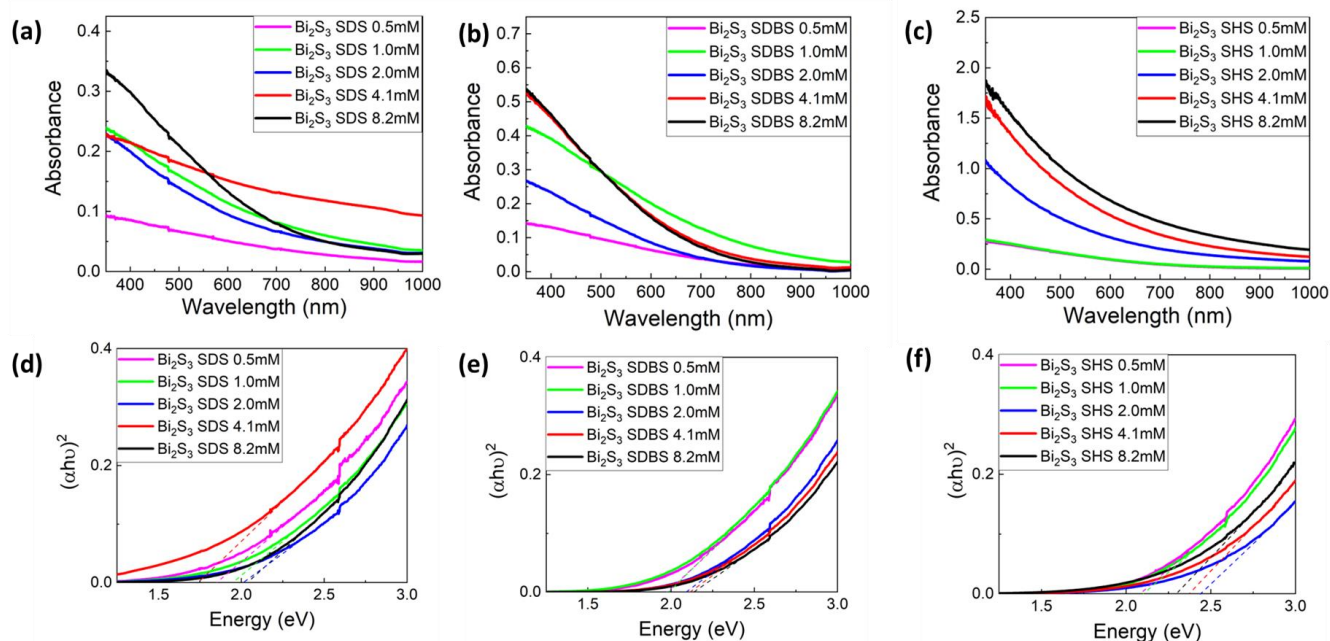 (a)
0.4
0.3
0.2
0.1
0.0
Absorbance
Bi₂S₃ SDS 0.5mM
Bi₂S₃ SDS 1.0mM
Bi₂S₃ SDS 2.0mM
Bi₂S₃ SDS 4.1mM
Bi₂S₃ SDS 8.2mM
400 500 600 700 800 900 1000
Wavelength (nm)
(b)
0.7
0.6
0.5
0.4
0.3
0.2
0.1
0.0
Absorbance
Bi₂S₃ SDBS 0.5mM
Bi₂S₃ SDBS 1.0mM
Bi₂S₃ SDBS 2.0mM
Bi₂S₃ SDBS 4.1mM
Bi₂S₃ SDBS 8.2mM
400 500 600 700 800 900 1000
Wavelength (nm)
(c)
2.5
2.0
1.5
1.0
0.5
0.0
Absorbance
Bi₂S₃ SHS 0.5mM
Bi₂S₃ SHS 1.0mM
Bi₂S₃ SHS 2.0mM
Bi₂S₃ SHS 4.1mM
Bi₂S₃ SHS 8.2mM
400 500 600 700 800 900 1000
Wavelength (nm)
(d)
0.4
0.2
0.0
(αhυ)²
Bi₂S₃ SDS 0.5mM
Bi₂S₃ SDS 1.0mM
Bi₂S₃ SDS 2.0mM
Bi₂S₃ SDS 4.1mM
Bi₂S₃ SDS 8.2mM
1.5 2.0 2.5 3.0
Energy (eV)
(e)
0.4
0.2
0.0
(αhυ)²
Bi₂S₃ SDBS 0.5mM
Bi₂S₃ SDBS 1.0mM
Bi₂S₃ SDBS 2.0mM
Bi₂S₃ SDBS 4.1mM
Bi₂S₃ SDBS 8.2mM
1.5 2.0 2.5 3.0
Energy (eV)
(f)
0.4
0.2
0.0
(αhυ)²
Bi₂S₃ SHS 0.5mM
Bi₂S₃ SHS 1.0mM
Bi₂S₃ SHS 2.0mM
Bi₂S₃ SHS 4.1mM
Bi₂S₃ SHS 8.2mM
1.5 2.0 2.5 3.0
Energy (eV)